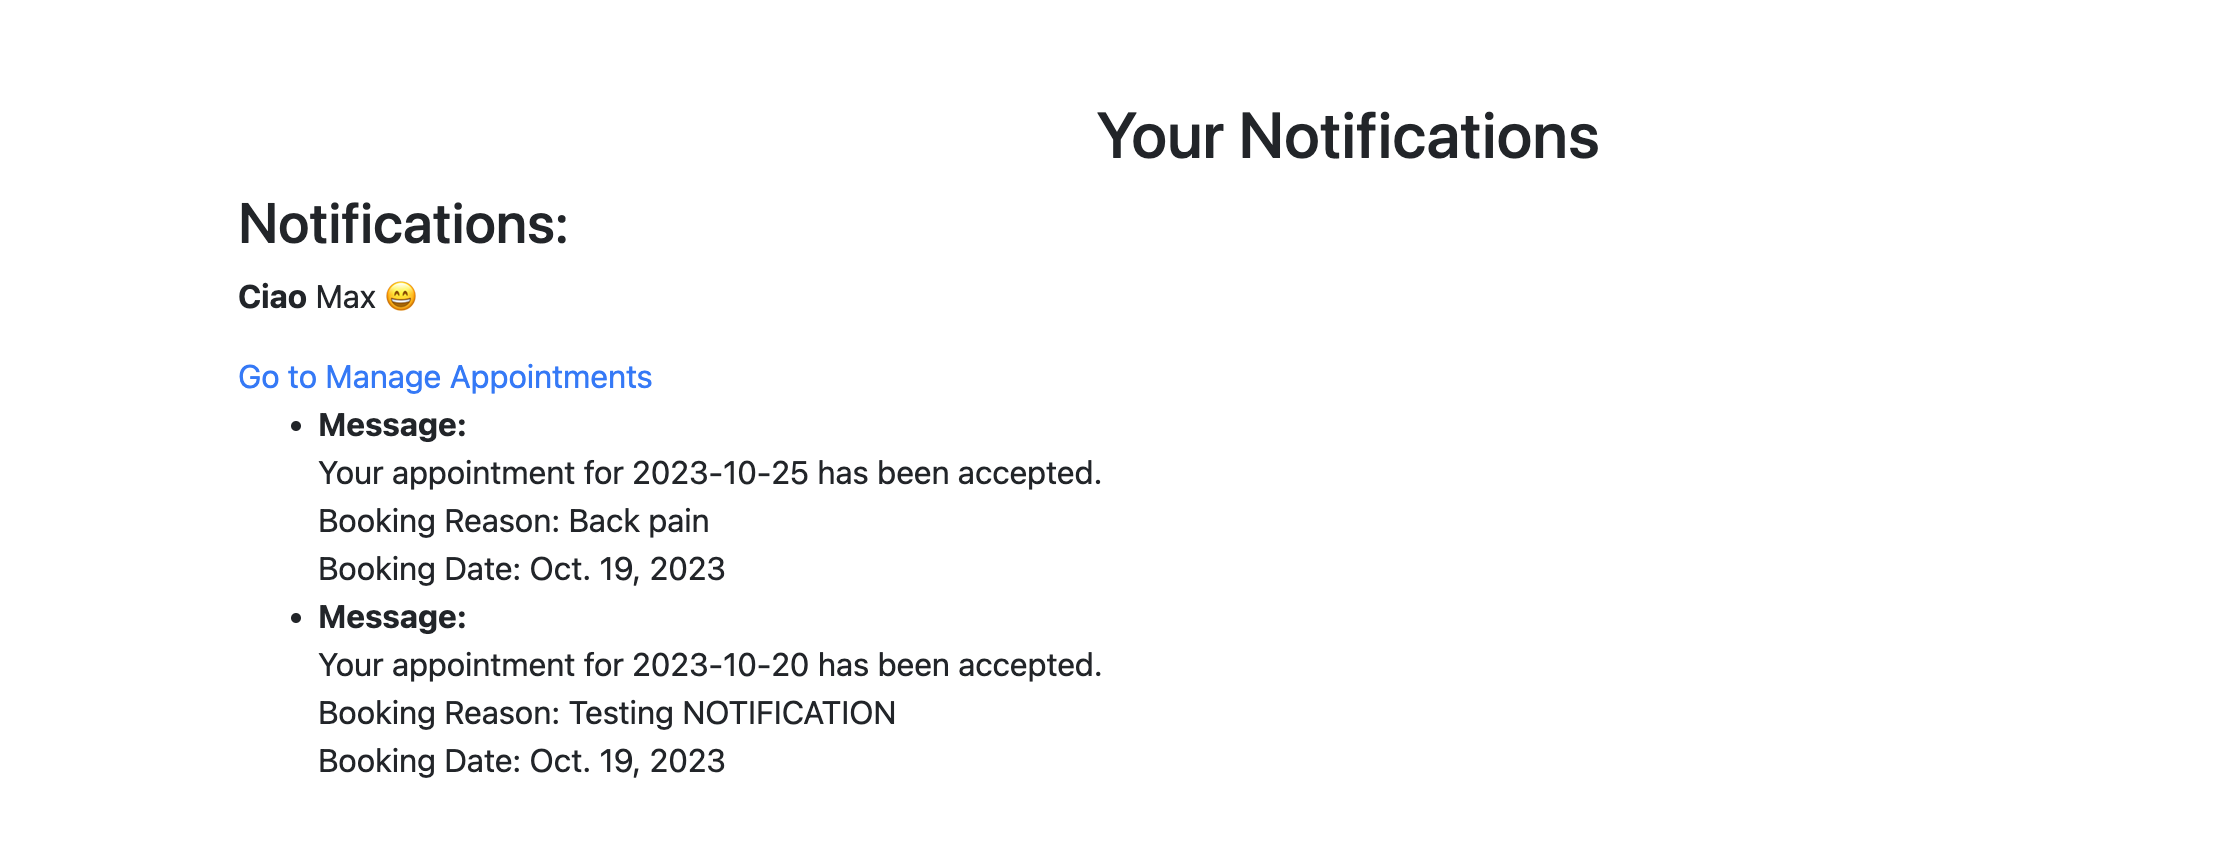 Your Notifications
Notifications:
Ciao Max 😄
Go to Manage Appointments
• Message:
Your appointment for 2023-10-25 has been accepted.
Booking Reason: Back pain
Booking Date: Oct. 19, 2023
• Message:
Your appointment for 2023-10-20 has been accepted.
Booking Reason: Testing NOTIFICATION
Booking Date: Oct. 19, 2023